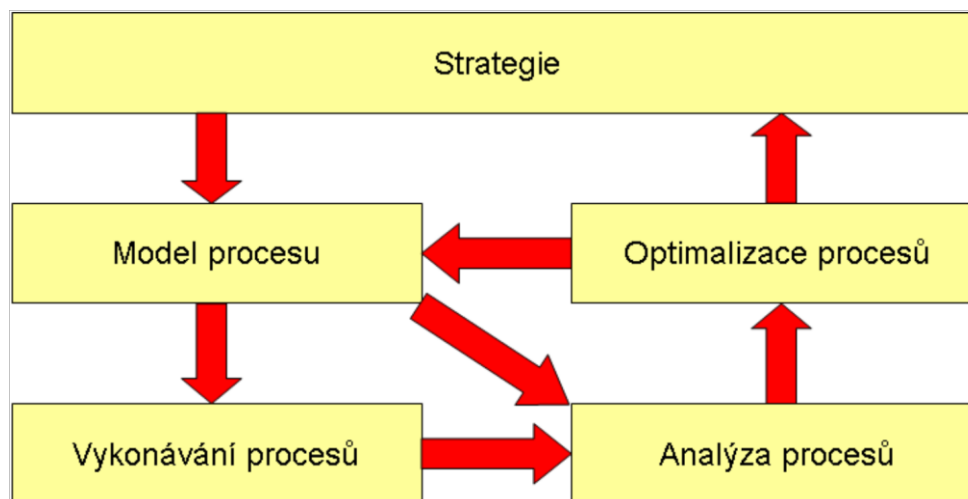 Strategie
Model procesu
Optimalizace procesů
Vykonávání procesů
Analýza procesů